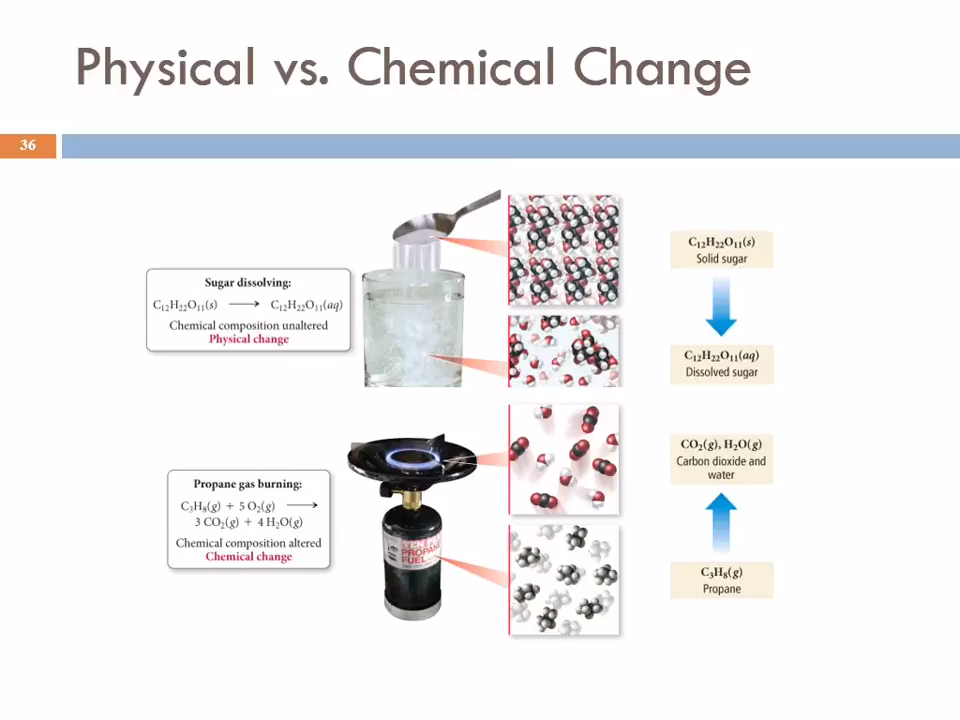 Physical vs. Chemical Change
36
Sugar dissolving:
C₁₂H₂₂O₁₁(s) ⟶ C₁₂H₂₂O₁₁(aq)
Chemical composition unaltered
Physical change
C₁₂H₂₂O₁₁(s)
Solid sugar
C₁₂H₂₂O₁₁(aq)
Dissolved sugar
Propane gas burning:
C₃H₈(g) + 5 O₂(g) ⟶
3 CO₂(g) + 4 H₂O(g)
Chemical composition altered
Chemical change
PROPANE
FUEL
CO₂(g), H₂O(g)
Carbon dioxide and
water
C₃H₈(g)
Propane